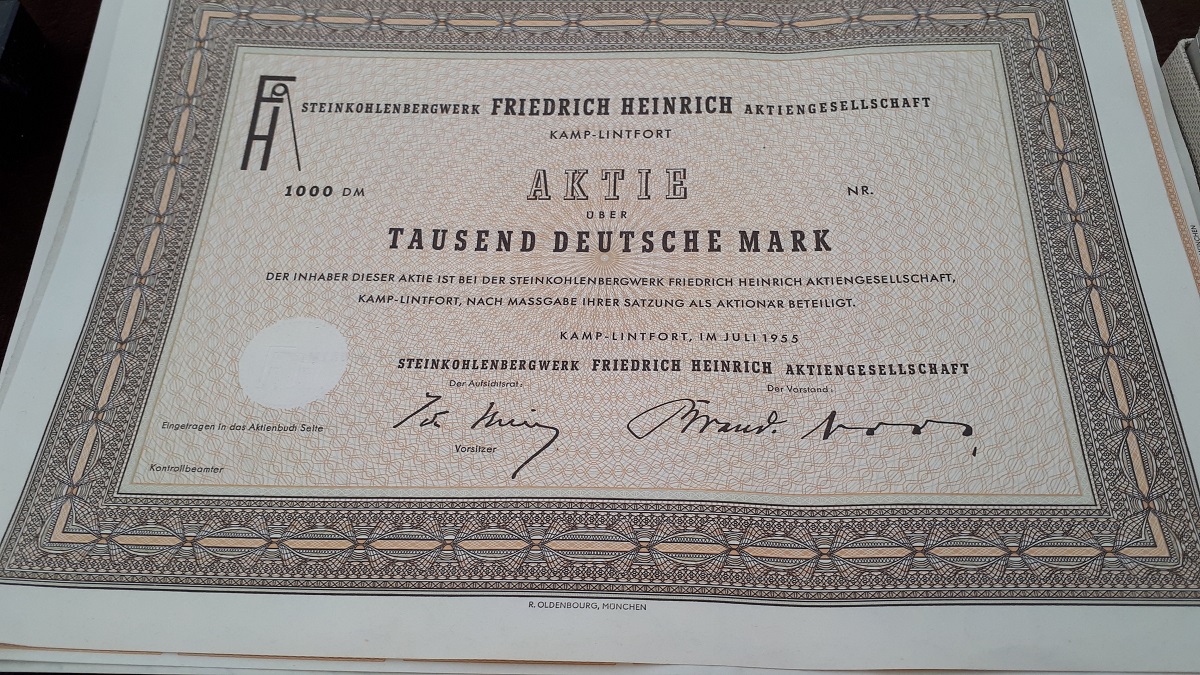 STEINKOHLENBERGWERK FRIEDRICH HEINRICH AKTIENGESELLSCHAFT
KAMP-LINTFORT
1000 DM AKTIE NR.
ÜBER
TAUSEND DEUTSCHE MARK
DER INHABER DIESER AKTIE IST BEI DER STEINKOHLENBERGWERK FRIEDRICH HEINRICH AKTIENGESELLSCHAFT,
KAMP-LINTFORT, NACH MASSGABE IHRER SATZUNG ALS AKTIONÄR BETEILIGT.
KAMP-LINTFORT, IM JULI 1955
STEINKOHLENBERGWERK FRIEDRICH HEINRICH AKTIENGESELLSCHAFT
Der Aufsichtsrat: Der Vorstand:
Eingetragen in das Aktienbuch Seite
Vorsitzer
Kontrollbeamter
R. OLDENBOURG, MÜNCHEN